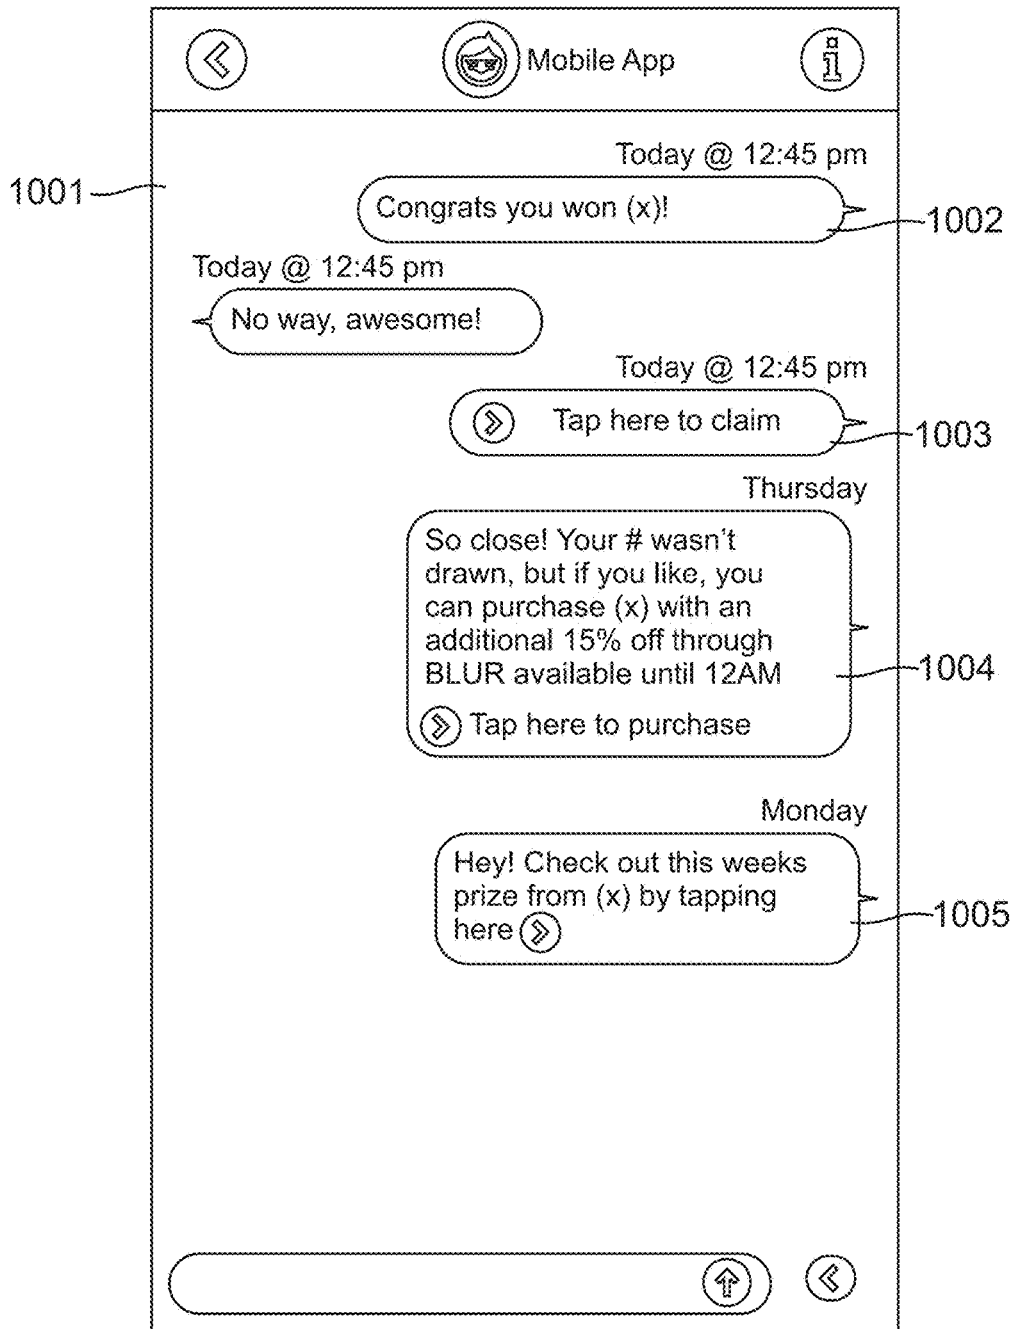 Mobile App
Today @ 12:45 pm
1001
Congrats you won (x)!
1002
Today @ 12:45 pm
No way, awesome!
Today @ 12:45 pm
Tap here to claim
1003
Thursday
So close! Your # wasn't
drawn, but if you like, you
can purchase (x) with an
additional 15% off through
BLUR available until 12AM
1004
Tap here to purchase
Monday
Hey! Check out this weeks
prize from (x) by tapping
here
1005